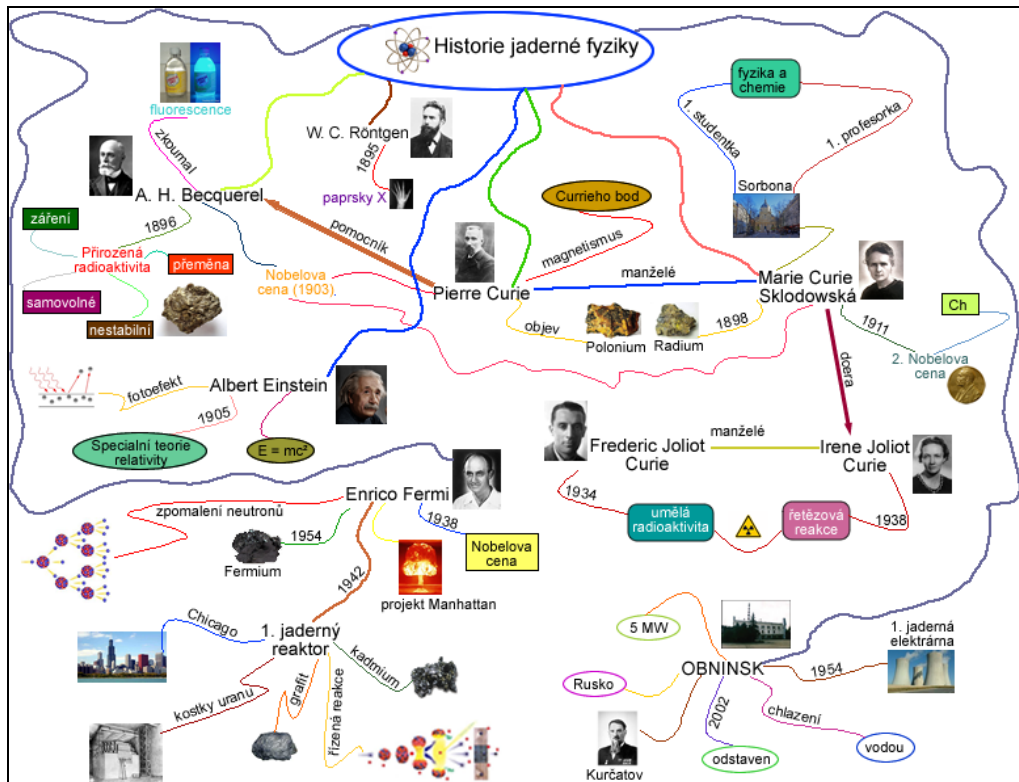 Historie jaderné fyziky
fluorescence
zkoumal
A. H. Becquerel
W. C. Röntgen
1895
paprsky X
fyzika a
chemie
1. studentka
1. profesorka
Sorbona
Currieho bod
magnetismus
pomocník
1896
záření
Přirozená
radioaktivita
přeměna
samovolné
nestabilní
Nobelova
cena (1903)
Pierre Curie
manželé
Marie Curie
Sklodowská
objev
Polonium
Radium
1898
1911
Ch
2. Nobelova
cena
dcera
fotoefekt
Albert Einstein
1905
Specialní teorie
relativity
E = mc²
Frederic Joliot
Curie
manželé
Irene Joliot
Curie
1934
umělá
radioaktivita
řetězová
reakce
1938
Enrico Fermi
zpomalení neutronů
1954
Fermium
1938
Nobelova
cena
1942
projekt Manhattan
Chicago
1. jaderný
reaktor
kostky uranu
grafit
kadmium
řízená reakce
5 MW
1. jaderná
elektrárna
OBNINSK
1954
Rusko
Kurčatov
2002
odstaven
chlazení
vodou